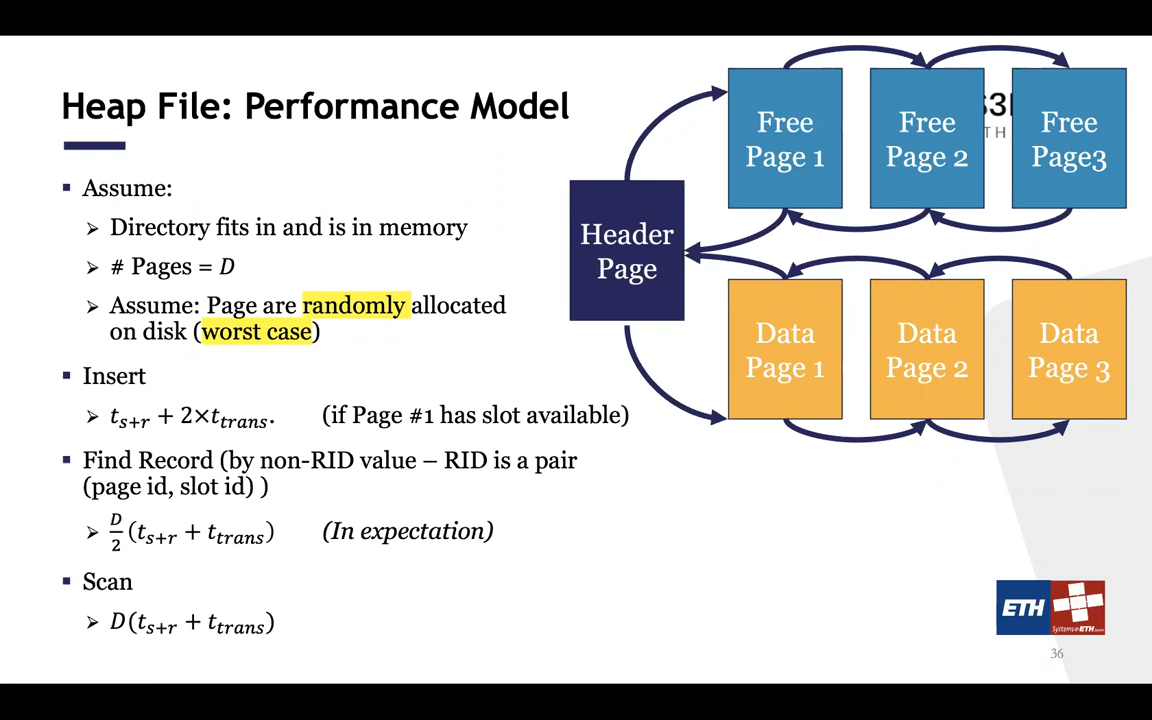 Heap File: Performance Model
▪ Assume:
➢ Directory fits in and is in memory
➢ # Pages = D
➢ Assume: Page are randomly allocated
on disk (worst case)
▪ Insert
➢ t_{s+r} + 2×t_{trans}. (if Page #1 has slot available)
▪ Find Record (by non-RID value – RID is a pair
(page id, slot id) )
➢ \frac{D}{2}(t_{s+r} + t_{trans}) (In expectation)
▪ Scan
➢ D(t_{s+r} + t_{trans})
Header
Page
Free
Page 1
Free
Page 2
Free
Page3
Data
Page 1
Data
Page 2
Data
Page 3
ETH
Systems@ETH
36